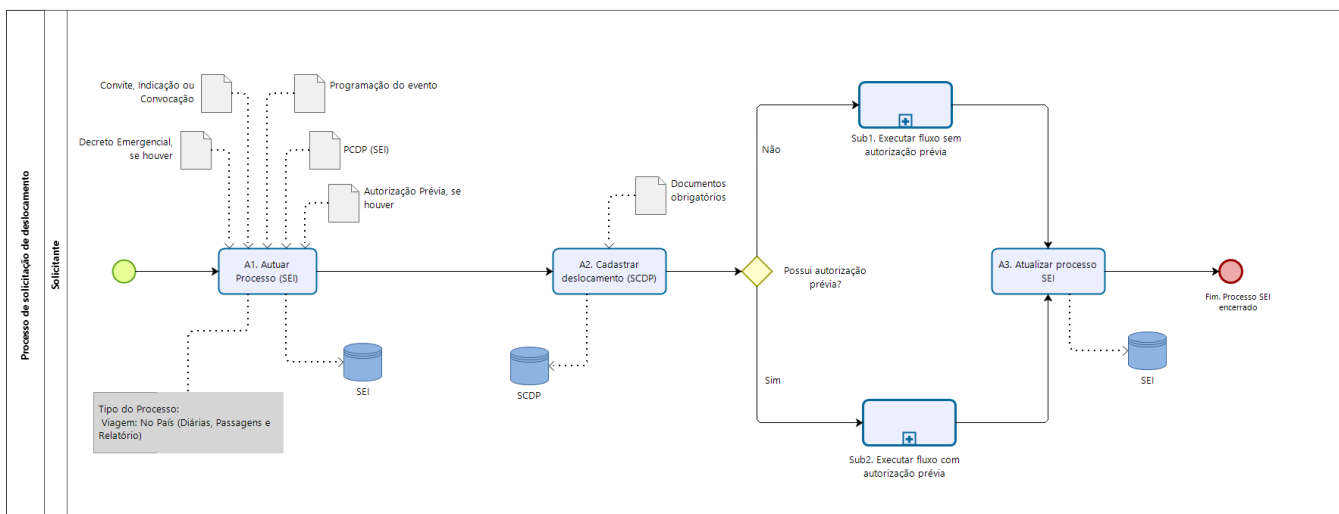 Processo de solicitação de deslocamento
Solicitante
Convite, Indicação ou
Convocação
Programação do evento
Decreto Emergencial,
se houver
PCDP (SEI)
Autorização Prévia, se
houver
A1. Autuar
Processo (SEI)
SEI
Tipo do Processo:
Viagem: No País (Diárias, Passagens e
Relatório)
Documentos
obrigatórios
A2. Cadastrar
deslocamento (SCDP)
SCDP
Possui autorização
prévia?
Não
Sub1. Executar fluxo sem
autorização prévia
Sim
Sub2. Executar fluxo com
autorização prévia
A3. Atualizar processo
SEI
SEI
Fim. Processo SEI
encerrado